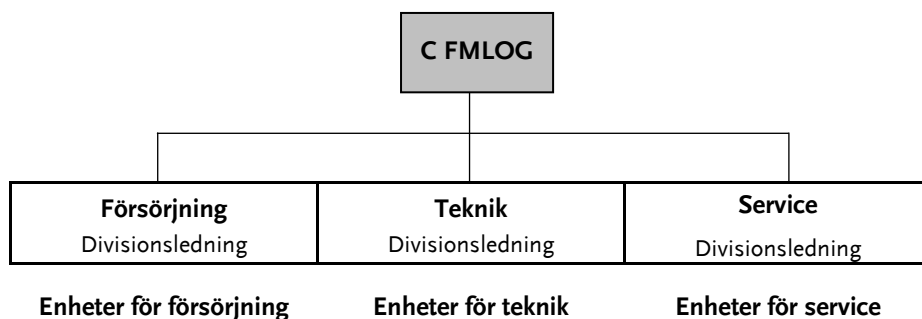 C FMLOG
Försörjning
Divisionsledning
Teknik
Divisionsledning
Service
Divisionsledning
Enheter för försörjning
Enheter för teknik
Enheter för service